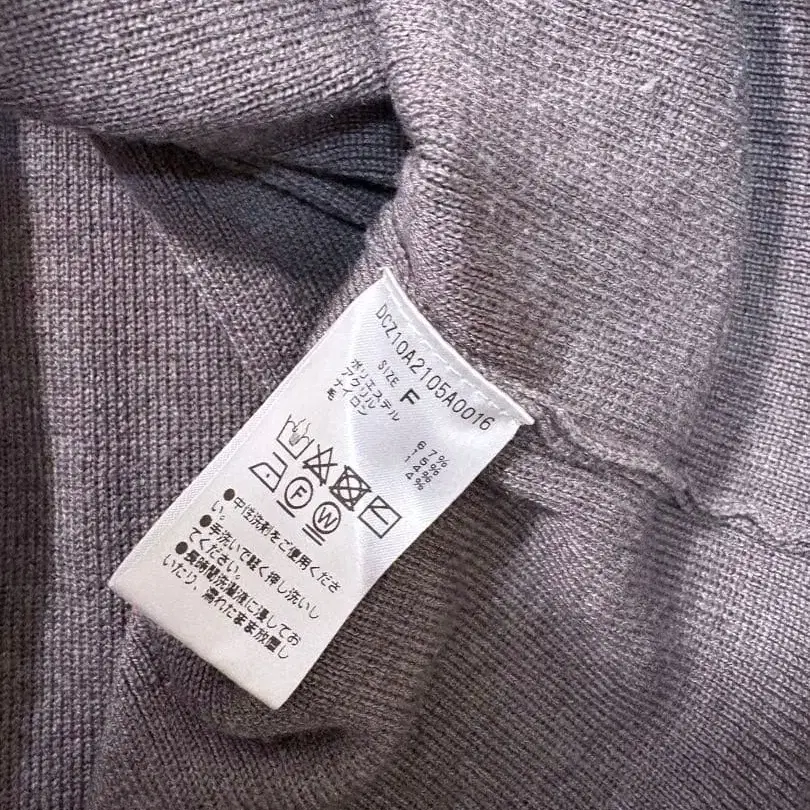 DCZ10A2105A0016
SIZE F
ポリエステル 67%
アクリル 15%
ナイロン 14%
毛 4%
F W
●中性洗剤をご使用くださ
い。
●手洗いで軽く押し洗いし
てください。
●長時間洗濯液に浸してお
いたり、濡れたまま放置し